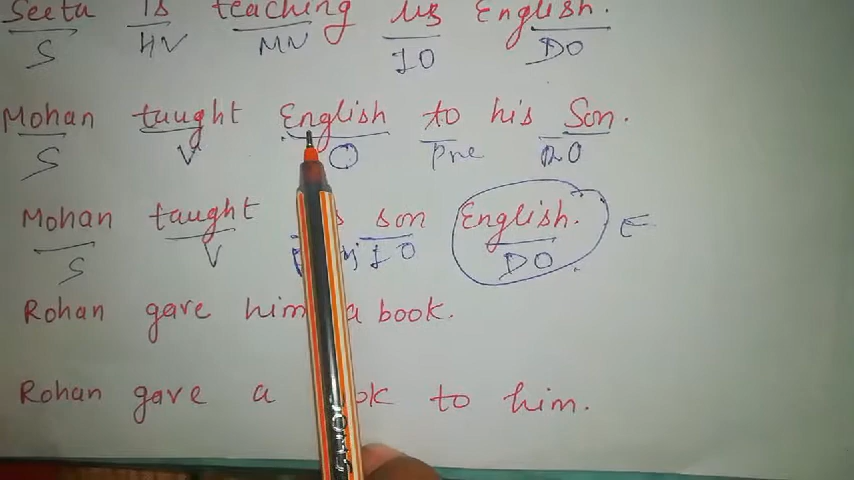 Seeta is teaching us English.
S HV MV IO DO
Mohan taught English to his Son.
S V O Pre O
Mohan taught son English.
S V IO DO
Rohan gave him a book.
Rohan gave a to him.